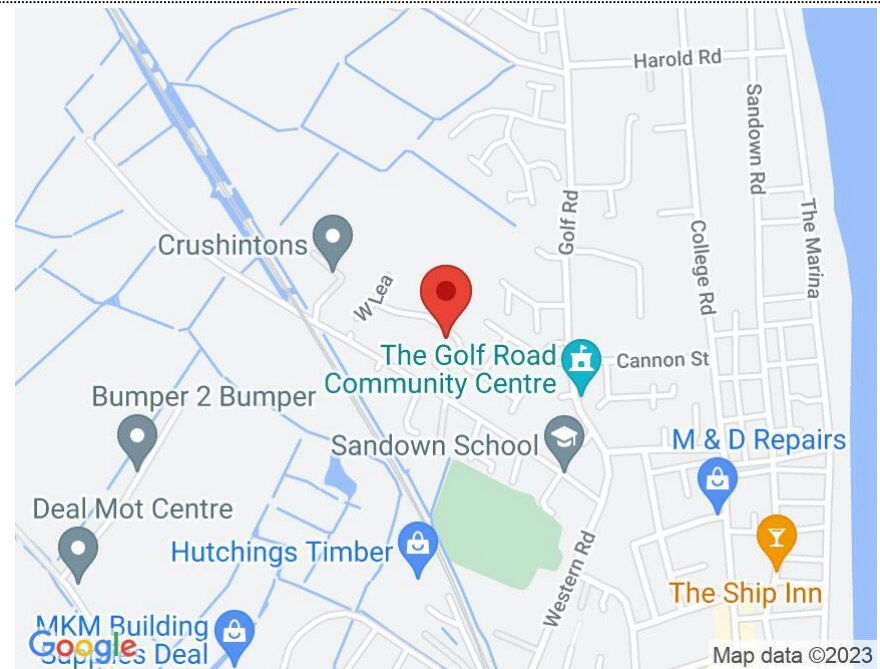 Harold Rd
Sandown Rd
Golf Rd
College Rd
The Marina
Crushintons
W Lea
The Golf Road
Community Centre
Cannon St
Bumper 2 Bumper
Sandown School
M & D Repairs
Deal Mot Centre
Hutchings Timber
Western Rd
The Ship Inn
MKM Building
Supplies Deal
Google
Map data ©2023